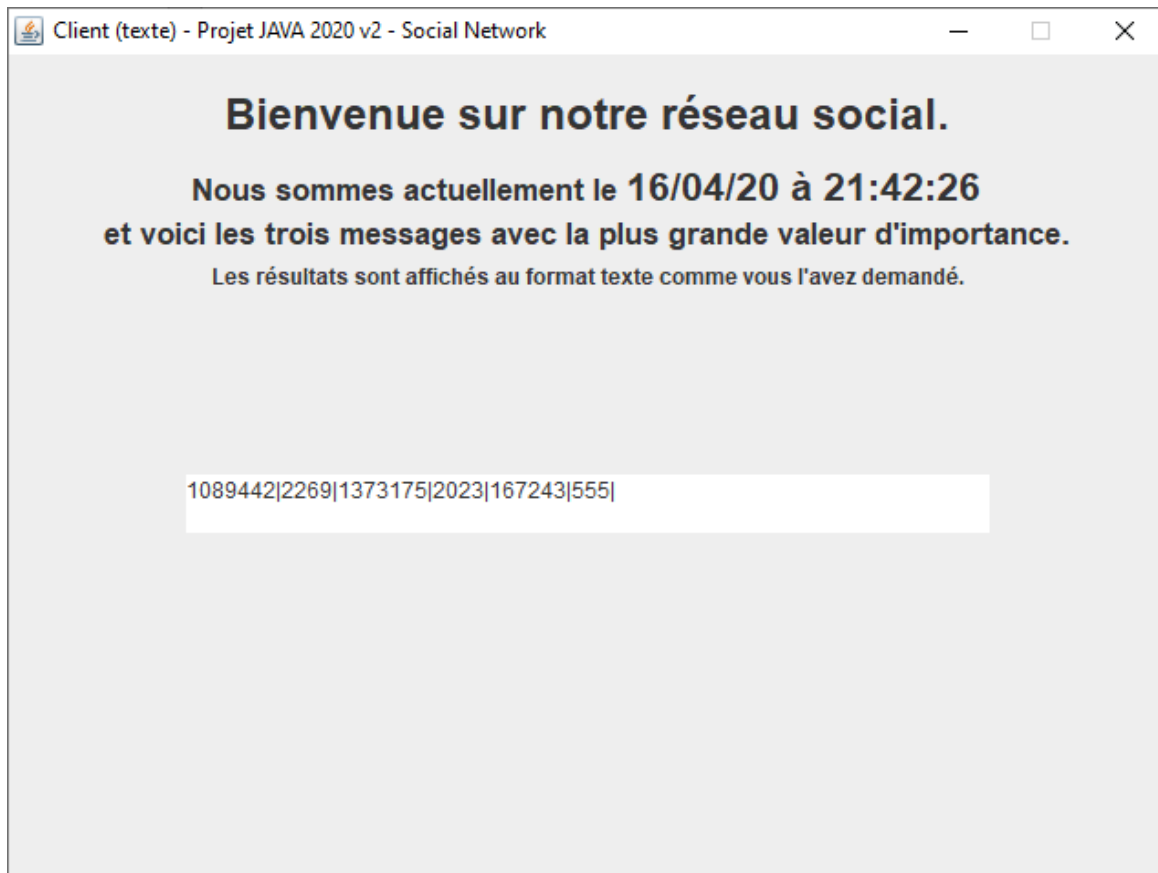 Client (texte) - Projet JAVA 2020 v2 - Social Network
Bienvenue sur notre réseau social.
Nous sommes actuellement le 16/04/20 à 21:42:26
et voici les trois messages avec la plus grande valeur d'importance.
Les résultats sont affichés au format texte comme vous l'avez demandé.
1089442|2269|1373175|2023|167243|555|